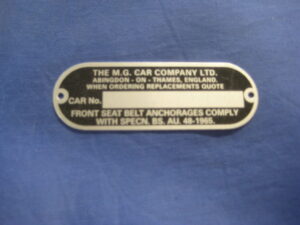 THE M.G. CAR COMPANY LTD.
ABINGDON - ON - THAMES, ENGLAND.
WHEN ORDERING REPLACEMENTS QUOTE
CAR No.
FRONT SEAT BELT ANCHORAGES COMPLY
WITH SPECN. BS. AU. 48-1965.